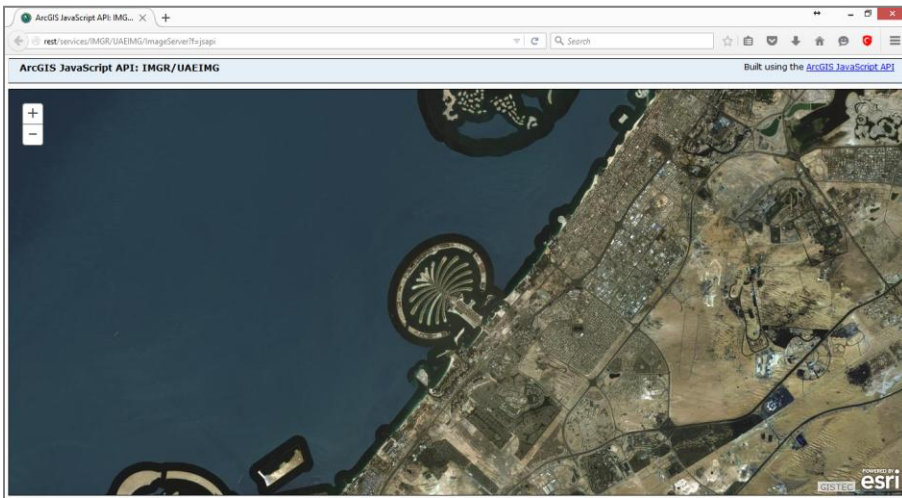 ArcGIS JavaScript API: IMG...
rest/services/IMGR/UAEIMG/ImageServer?f=jsapi
Search
ArcGIS JavaScript API: IMGR/UAEIMG
Built using the ArcGIS JavaScript API
+
−
POWERED BY
GISTEC esri